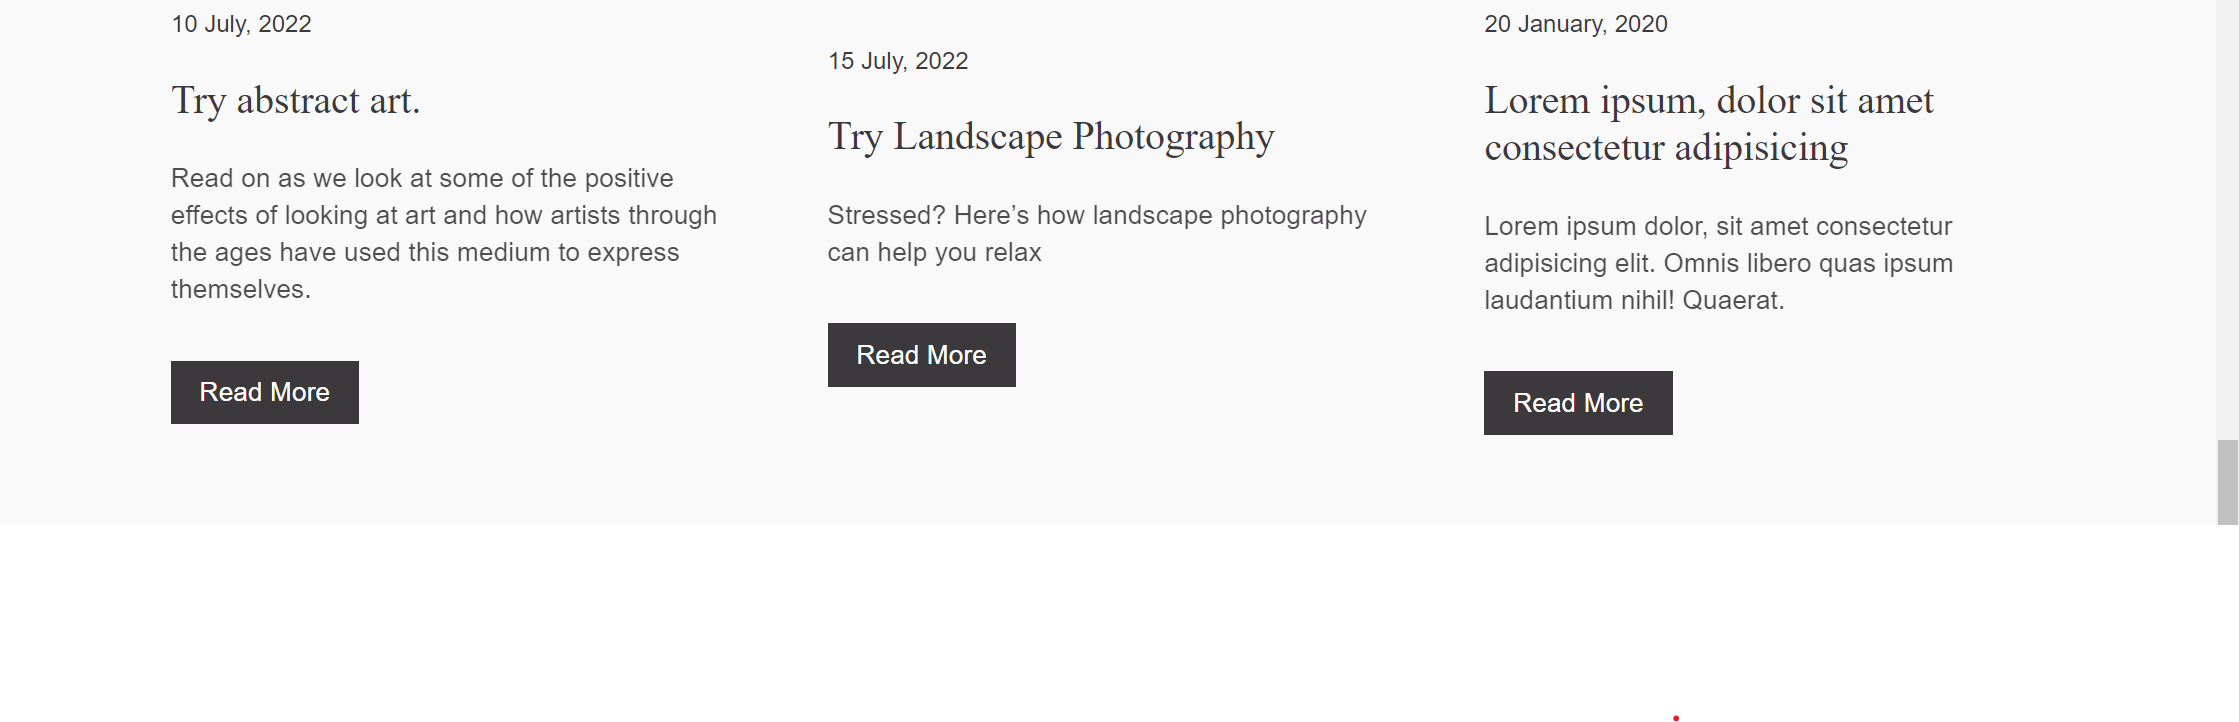 10 July, 2022
Try abstract art.
Read on as we look at some of the positive
effects of looking at art and how artists through
the ages have used this medium to express
themselves.
Read More
15 July, 2022
Try Landscape Photography
Stressed? Here’s how landscape photography
can help you relax
Read More
20 January, 2020
Lorem ipsum, dolor sit amet
consectetur adipisicing
Lorem ipsum dolor, sit amet consectetur
adipisicing elit. Omnis libero quas ipsum
laudantium nihil! Quaerat.
Read More